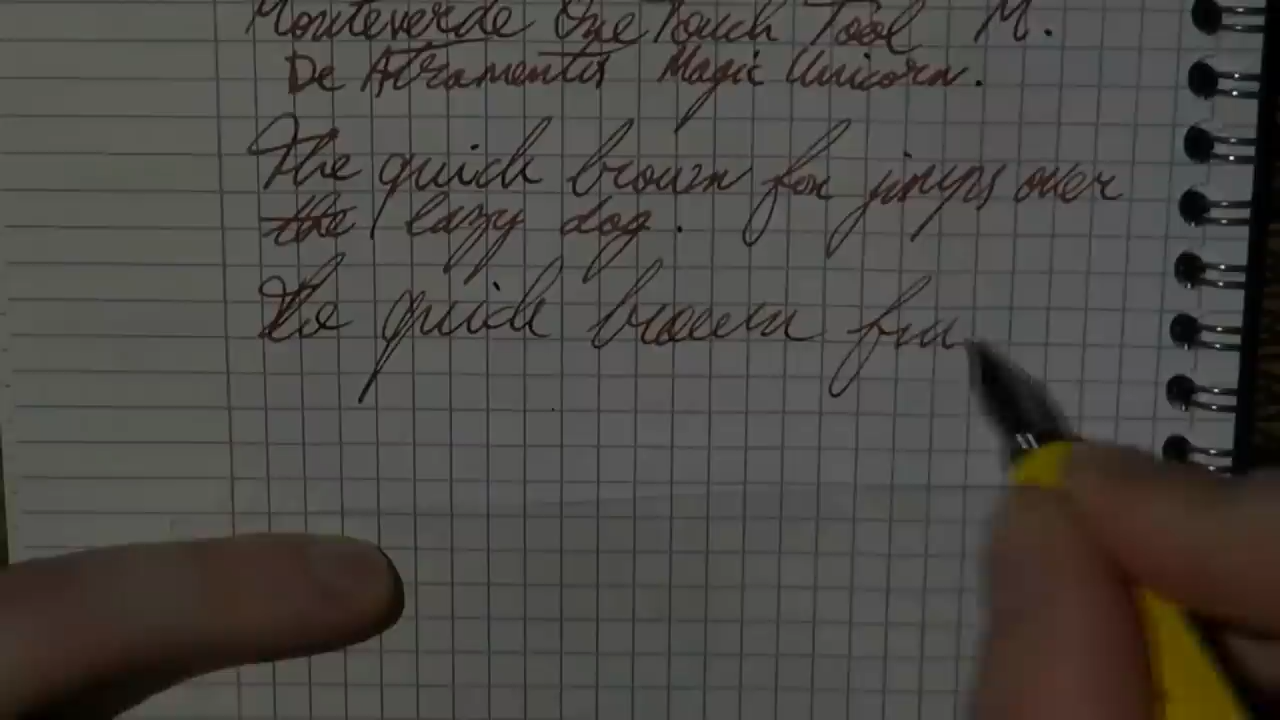 Monteverde One Touch Tool M.
De Atramentis Magic Unicorn.
The quick brown fox jumps over
the lazy dog.
The quick brown